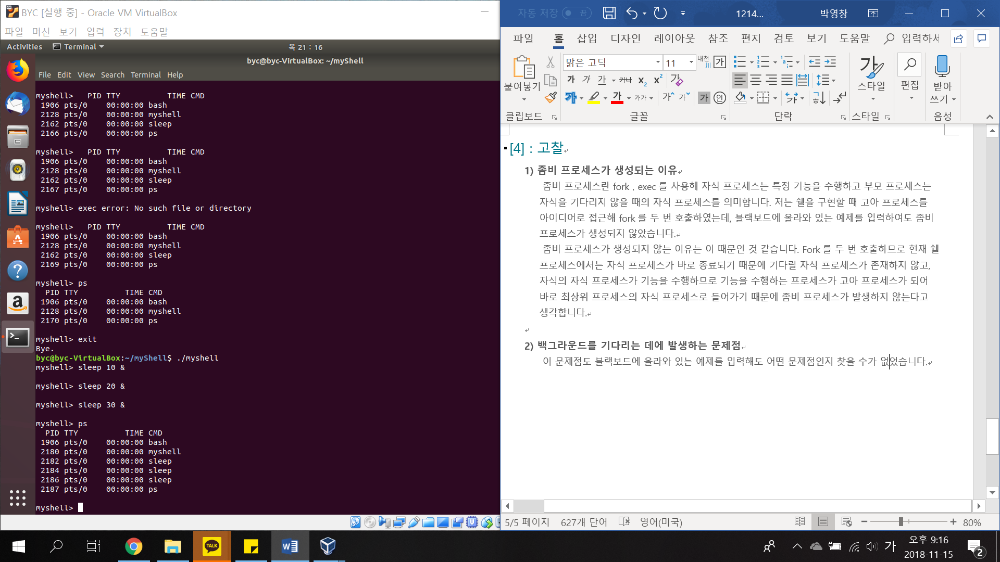 BYC [실행 중] - Oracle VM VirtualBox
파일 머신 보기 입력 장치 도움말
Activities Terminal 목 21 : 16
byc@byc-VirtualBox: ~/myShell
File Edit View Search Terminal Help
myshell>   PID TTY          TIME CMD
 1906 pts/0    00:00:00 bash
 2128 pts/0    00:00:00 myshell
 2162 pts/0    00:00:00 sleep
 2166 pts/0    00:00:00 ps
myshell>   PID TTY          TIME CMD
 1906 pts/0    00:00:00 bash
 2128 pts/0    00:00:00 myshell
 2162 pts/0    00:00:00 sleep
 2167 pts/0    00:00:00 ps
myshell> exec error: No such file or directory
myshell>   PID TTY          TIME CMD
 1906 pts/0    00:00:00 bash
 2128 pts/0    00:00:00 myshell
 2162 pts/0    00:00:00 sleep
 2169 pts/0    00:00:00 ps
myshell> ps
  PID TTY          TIME CMD
 1906 pts/0    00:00:00 bash
 2128 pts/0    00:00:00 myshell
 2170 pts/0    00:00:00 ps
myshell> exit
Bye.
byc@byc-VirtualBox:~/myShell$ ./myshell
myshell> sleep 10 &
myshell> sleep 20 &
myshell> sleep 30 &
myshell> ps
  PID TTY          TIME CMD
 1906 pts/0    00:00:00 bash
 2180 pts/0    00:00:00 myshell
 2182 pts/0    00:00:00 sleep
 2184 pts/0    00:00:00 sleep
 2186 pts/0    00:00:00 sleep
 2187 pts/0    00:00:00 ps
myshell>
자동 저장 끔 1214... 박영창
파일 홈 삽입 디자인 레이아웃 참조 편지 검토 보기 도움말 입력하세
붙여넣기 맑은 고딕 11 내천 가 스타일 편집 받아쓰기
클립보드 글꼴 단락 스타일 음성
[4] : 고찰
1) 좀비 프로세스가 생성되는 이유
좀비 프로세스란 fork , exec 를 사용해 자식 프로세스는 특정 기능을 수행하고 부모 프로세스는
자식을 기다리지 않을 때의 자식 프로세스를 의미합니다. 저는 쉘을 구현할 때 고아 프로세스를
아이디어로 접근해 fork 를 두 번 호출하였는데, 블랙보드에 올라와 있는 예제를 입력하여도 좀비
프로세스가 생성되지 않았습니다.
좀비 프로세스가 생성되지 않는 이유는 이 때문인 것 같습니다. Fork 를 두 번 호출하므로 현재 쉘
프로세스에서는 자식 프로세스가 바로 종료되기 때문에 기다릴 자식 프로세스가 존재하지 않고,
자식의 자식 프로세스가 기능을 수행하므로 기능을 수행하는 프로세스가 고아 프로세스가 되어
바로 최상위 프로세스의 자식 프로세스로 들어가기 때문에 좀비 프로세스가 발생하지 않는다고
생각합니다.
2) 백그라운드를 기다리는 데에 발생하는 문제점
이 문제점도 블랙보드에 올라와 있는 예제를 입력해도 어떤 문제점인지 찾을 수가 없었습니다.
5/5 페이지 627개 단어 영어(미국) 80%
TALK 가 오후 9:16
2018-11-15 2